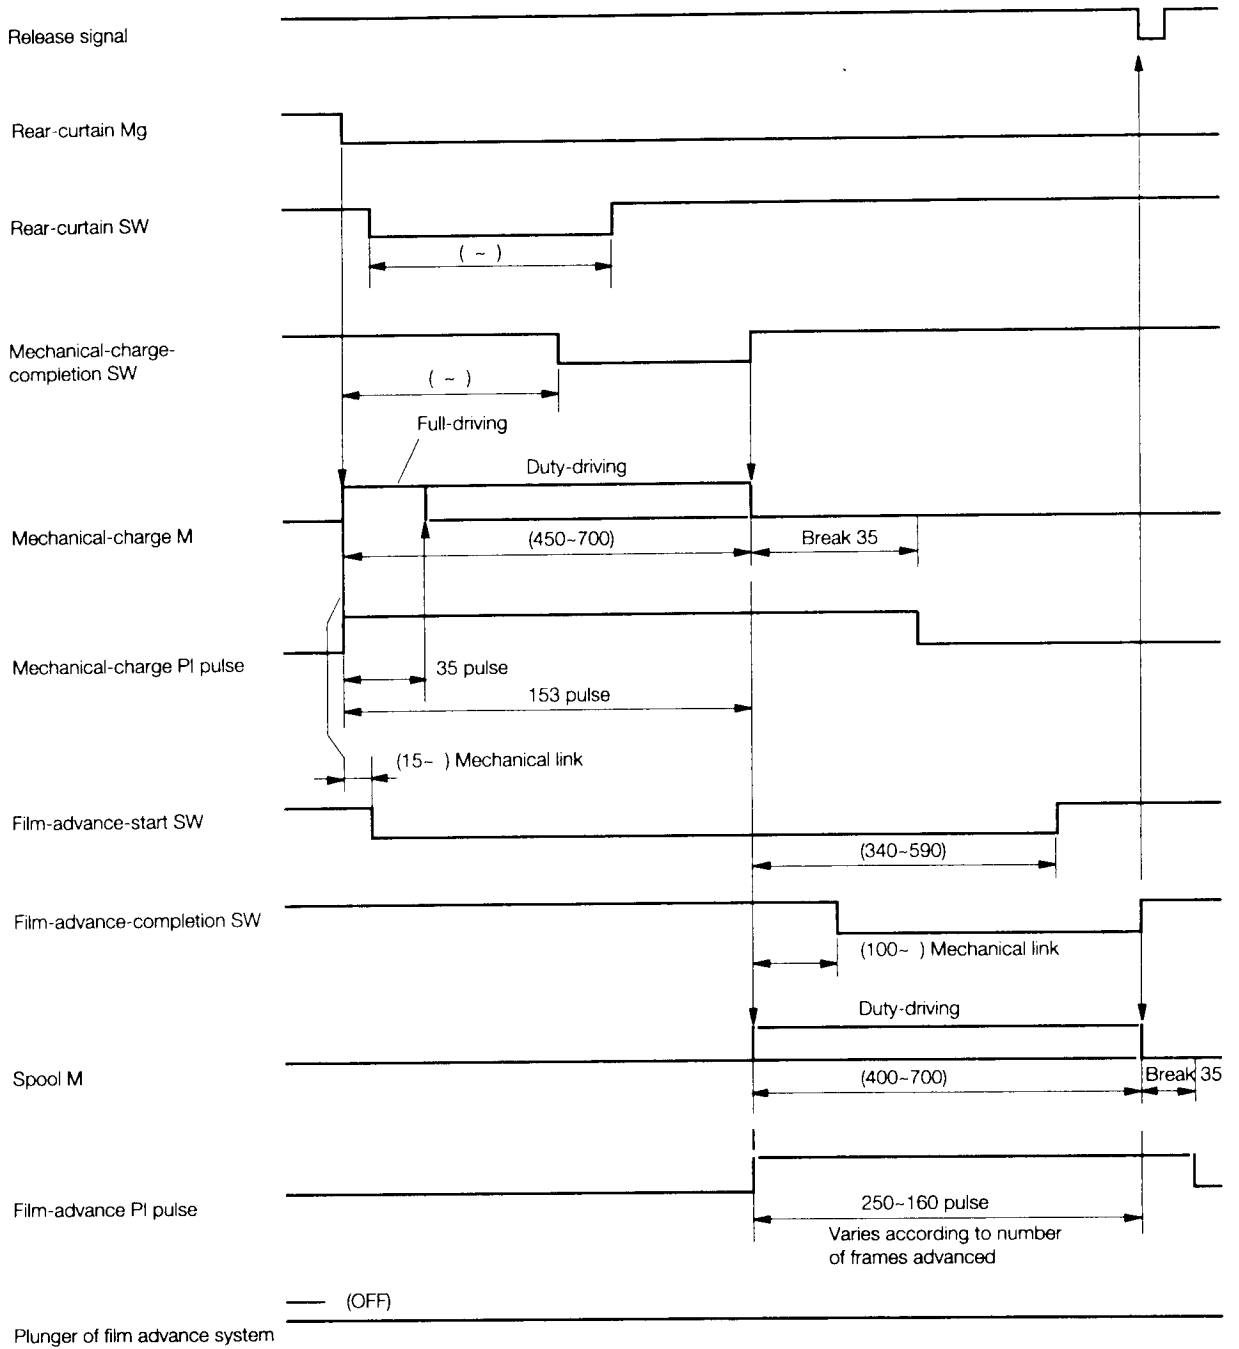 Release signal
Rear-curtain Mg
Rear-curtain SW
( ~ )
Mechanical-charge-
completion SW
( ~ )
Full-driving
Duty-driving
Mechanical-charge M
(450~700)
Break 35
Mechanical-charge PI pulse
35 pulse
153 pulse
(15~ ) Mechanical link
Film-advance-start SW
(340~590)
Film-advance-completion SW
(100~ ) Mechanical link
Duty-driving
Spool M
(400~700)
Break 35
Film-advance PI pulse
250~160 pulse
Varies according to number
of frames advanced
(OFF)
Plunger of film advance system